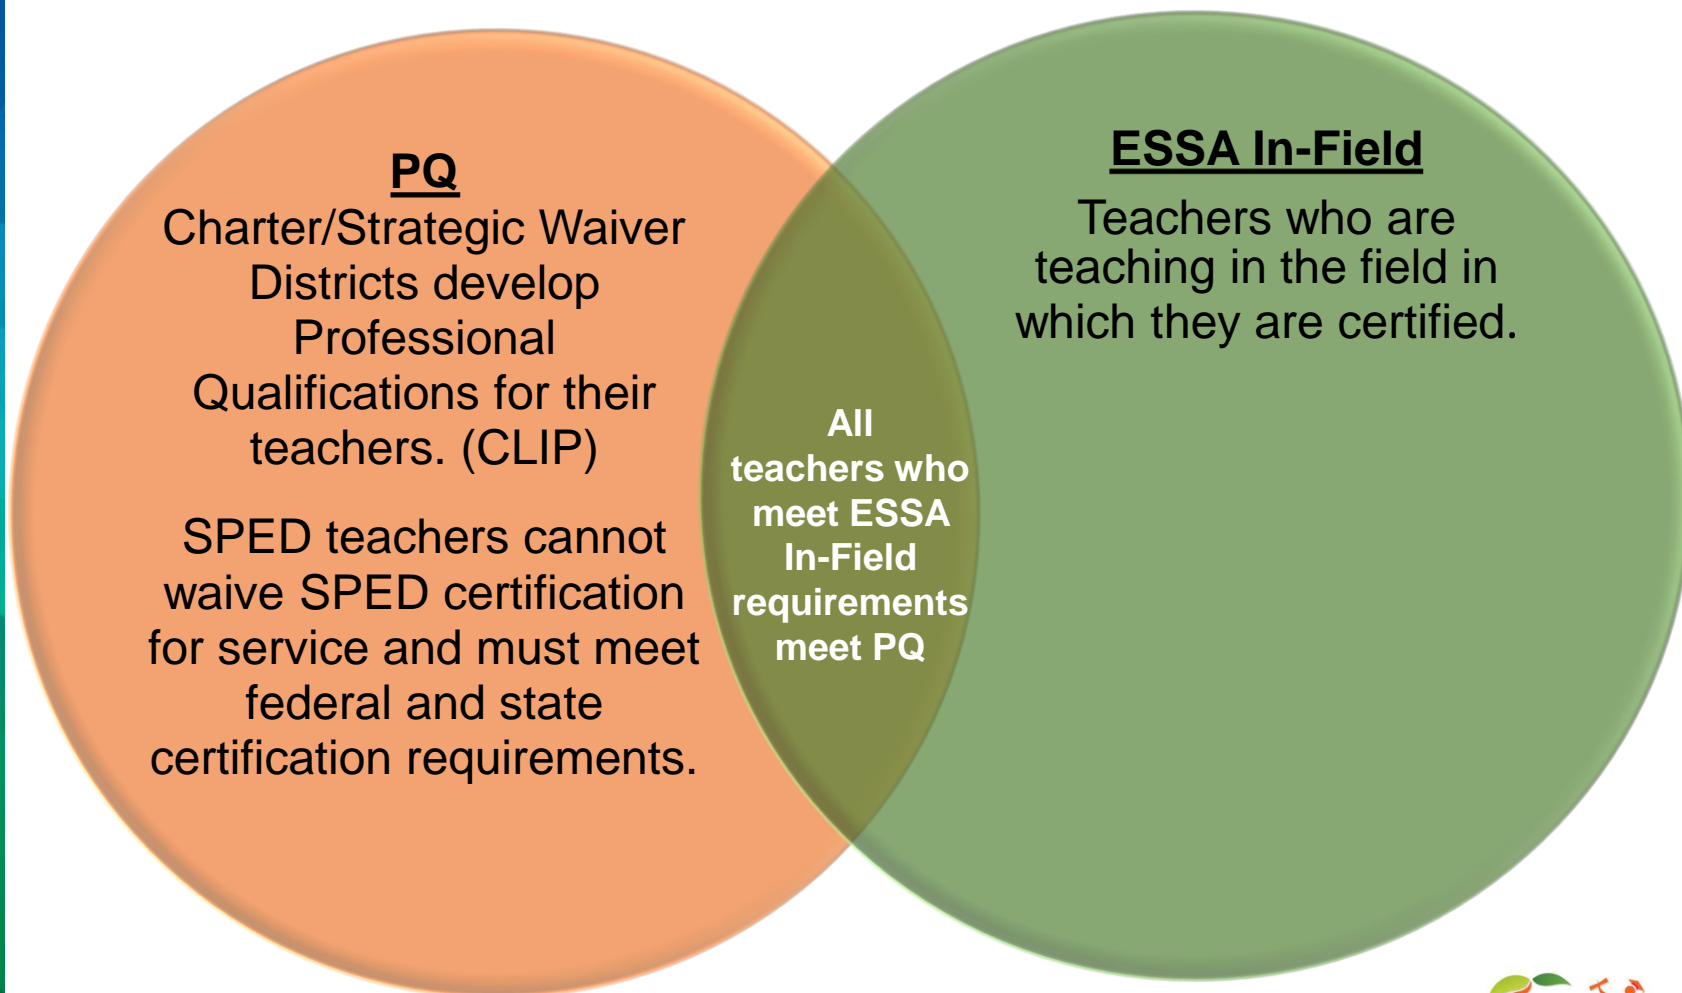 PQ
Charter/Strategic Waiver
Districts develop
Professional
Qualifications for their
teachers. (CLIP)
SPED teachers cannot
waive SPED certification
for service and must meet
federal and state
certification requirements.
All
teachers who
meet ESSA
In-Field
requirements
meet PQ
ESSA In-Field
Teachers who are
teaching in the field in
which they are certified.